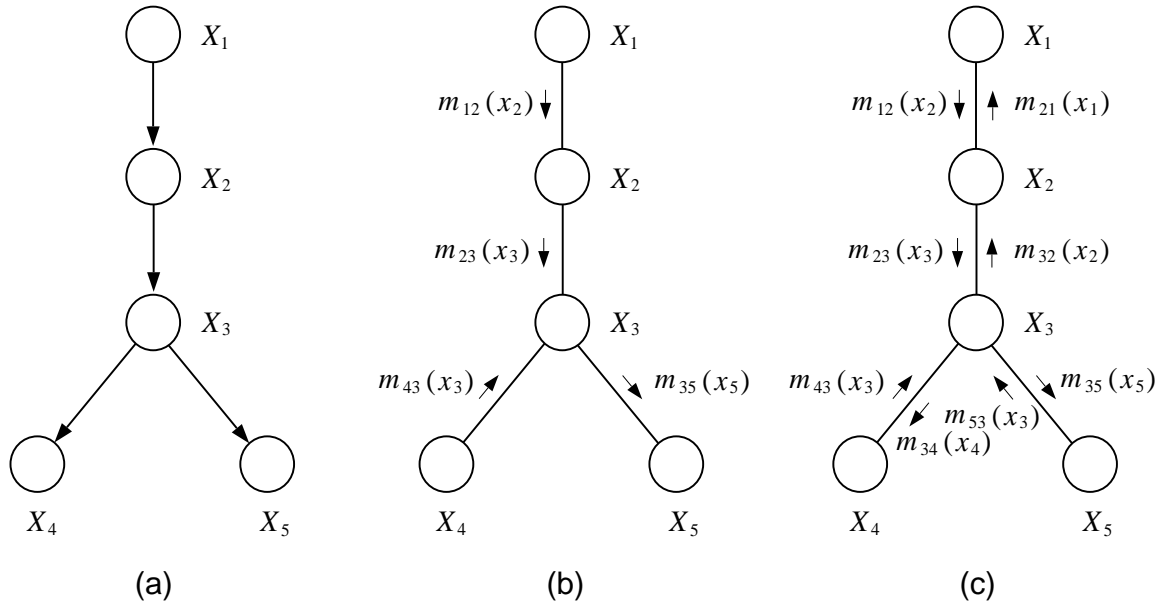 X₁
X₂
X₃
X₄
X₅
(a)
X₁
m₁₂(x₂)
X₂
m₂₃(x₃)
X₃
m₄₃(x₃)
m₃₅(x₅)
X₄
X₅
(b)
X₁
m₁₂(x₂)
m₂₁(x₁)
X₂
m₂₃(x₃)
m₃₂(x₂)
X₃
m₄₃(x₃)
m₃₅(x₅)
m₅₃(x₃)
m₃₄(x₄)
X₄
X₅
(c)